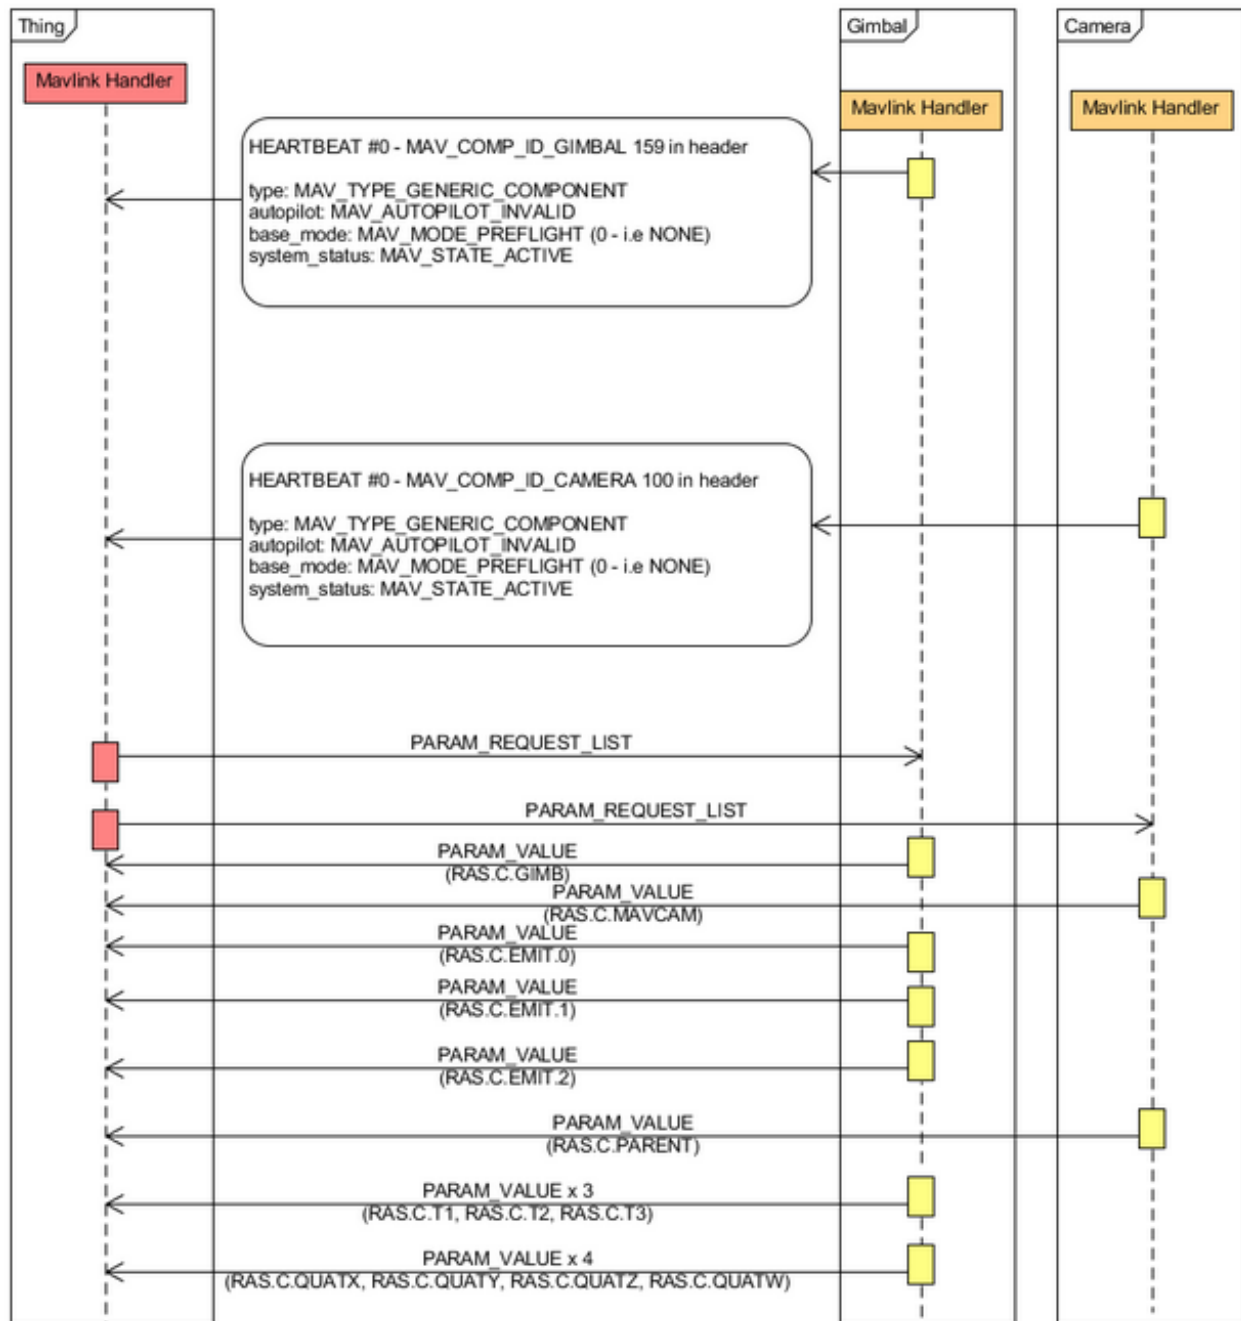 Thing
Gimbal
Camera
Mavlink Handler
Mavlink Handler
Mavlink Handler
HEARTBEAT #0 - MAV_COMP_ID_GIMBAL 159 in header
type: MAV_TYPE_GENERIC_COMPONENT
autopilot: MAV_AUTOPILOT_INVALID
base_mode: MAV_MODE_PREFLIGHT (0 - i.e NONE)
system_status: MAV_STATE_ACTIVE
HEARTBEAT #0 - MAV_COMP_ID_CAMERA 100 in header
type: MAV_TYPE_GENERIC_COMPONENT
autopilot: MAV_AUTOPILOT_INVALID
base_mode: MAV_MODE_PREFLIGHT (0 - i.e NONE)
system_status: MAV_STATE_ACTIVE
PARAM_REQUEST_LIST
PARAM_REQUEST_LIST
PARAM_VALUE
(RAS.C.GIMB)
PARAM_VALUE
(RAS.C.MAVCAM)
PARAM_VALUE
(RAS.C.EMIT.0)
PARAM_VALUE
(RAS.C.EMIT.1)
PARAM_VALUE
(RAS.C.EMIT.2)
PARAM_VALUE
(RAS.C.PARENT)
PARAM_VALUE x 3
(RAS.C.T1, RAS.C.T2, RAS.C.T3)
PARAM_VALUE x 4
(RAS.C.QUATX, RAS.C.QUATY, RAS.C.QUATZ, RAS.C.QUATW)